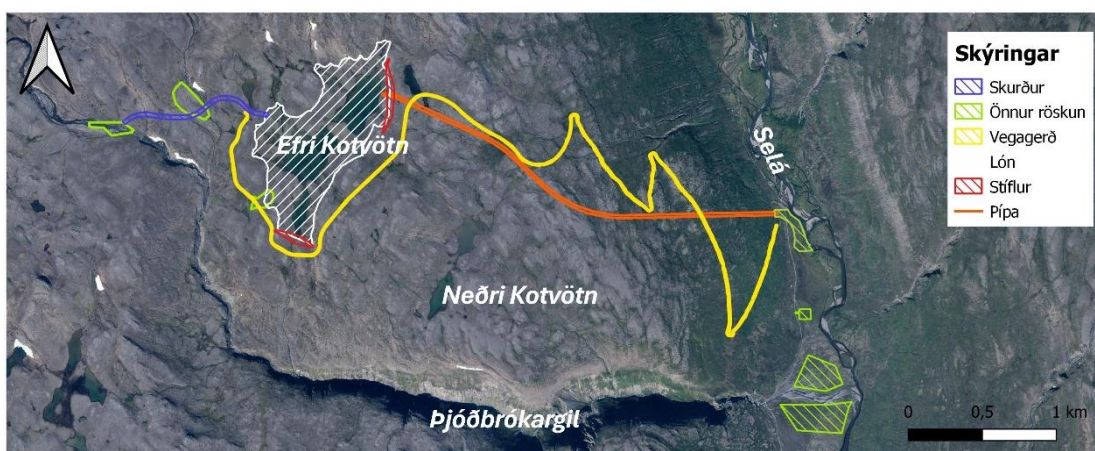 Skýringar
Skurður
Önnur röskun
Vegagerð
Lón
Stíflur
Pípa
Efri Kotvötn
Selá
Neðri Kotvötn
Þjóðbrókargil
0 0,5 1 km